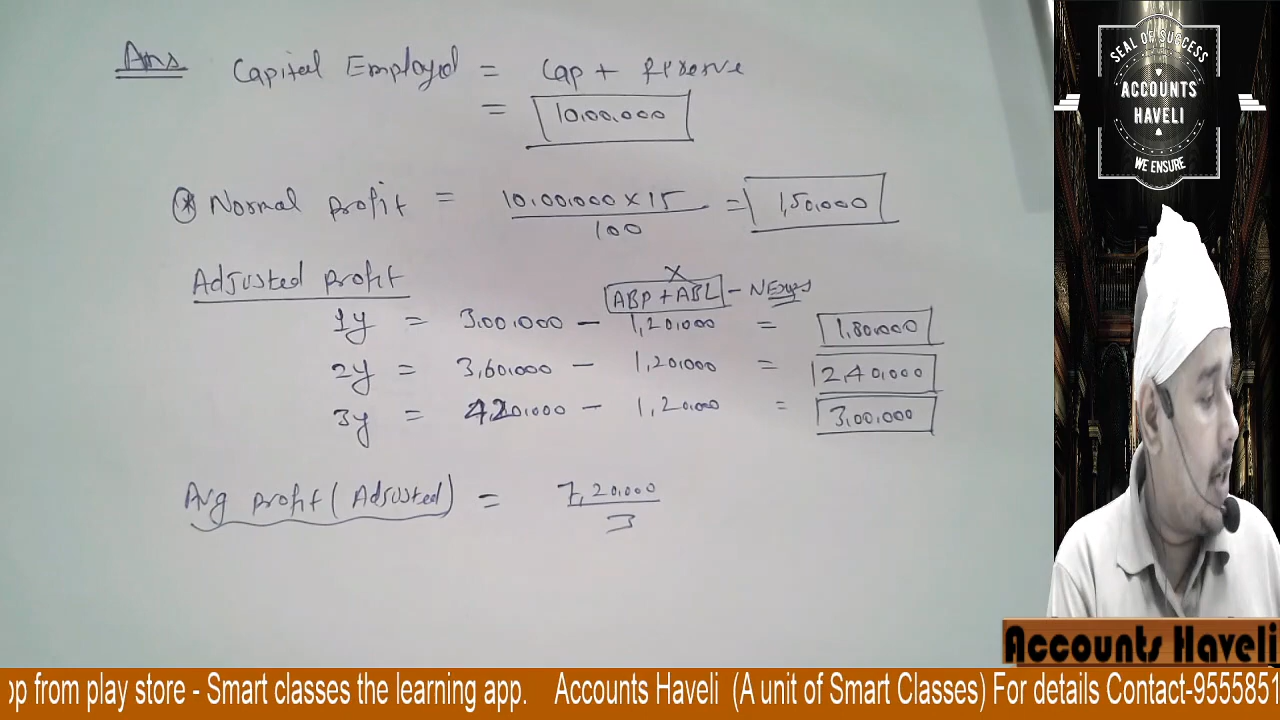 Ans Capital Employed = Cap + Reserve
= 10,00,000
* Normal profit = 10,00,000 x 15 / 100 = 1,50,000
Adjusted profit
X
ABP + ABL - N
1y = 3,00,000 - 1,20,000 = 1,80,000
2y = 3,60,000 - 1,20,000 = 2,40,000
3y = 4,20,000 - 1,20,000 = 3,00,000
Avg profit (Adjusted) = 7,20,000 / 3
SEAL OF SUCCESS
ACCOUNTS
HAVELI
WE ENSURE
Accounts Haveli
op from play store - Smart classes the learning app. Accounts Haveli (A unit of Smart Classes) For details Contact-9555851